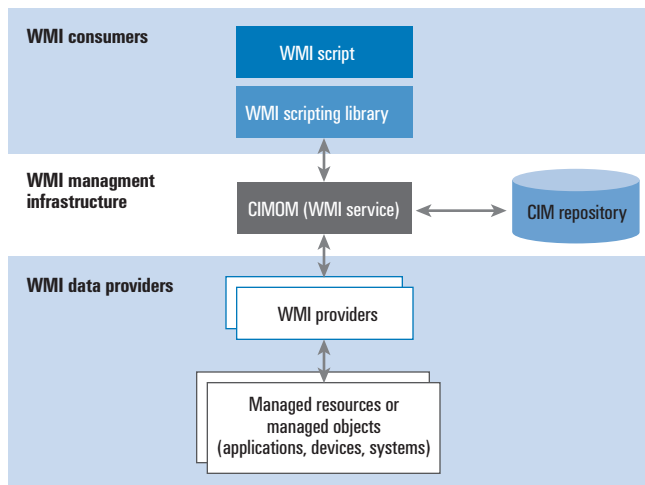 WMI consumers
WMI script
WMI scripting library
WMI managment
infrastructure
CIMOM (WMI service)
CIM repository
WMI data providers
WMI providers
Managed resources or
managed objects
(applications, devices, systems)